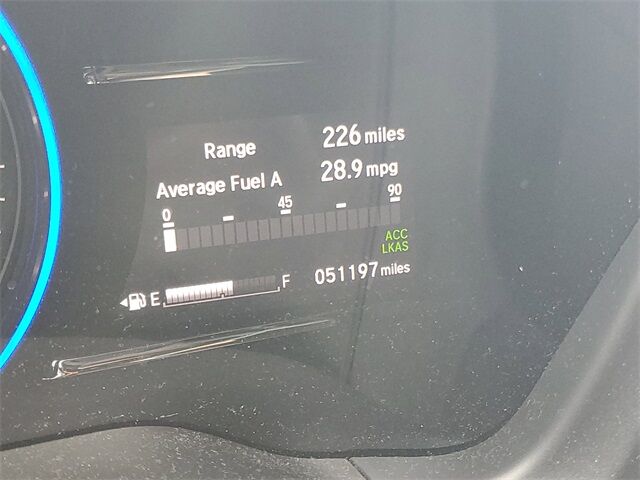 Range 226 miles
Average Fuel A 28.9 mpg
0 45 90
ACC
LKAS
E F 051197 miles